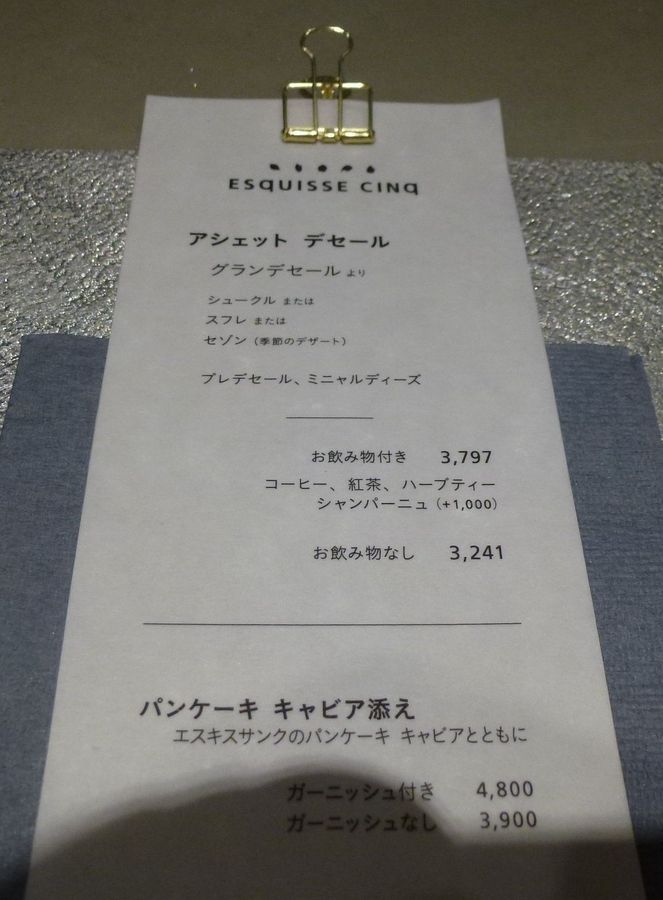 ESQUISSE CINQ
アシェット デセール
グランデセール より
シュークル または
スフレ または
セゾン（季節のデザート）
プレデセール、ミニャルディーズ
お飲み物付き 3,797
コーヒー、紅茶、ハーブティー
シャンパーニュ（+1,000）
お飲み物なし 3,241
パンケーキ キャビア添え
エスキスサンクのパンケーキ キャビアとともに
ガーニッシュ付き 4,800
ガーニッシュなし 3,900